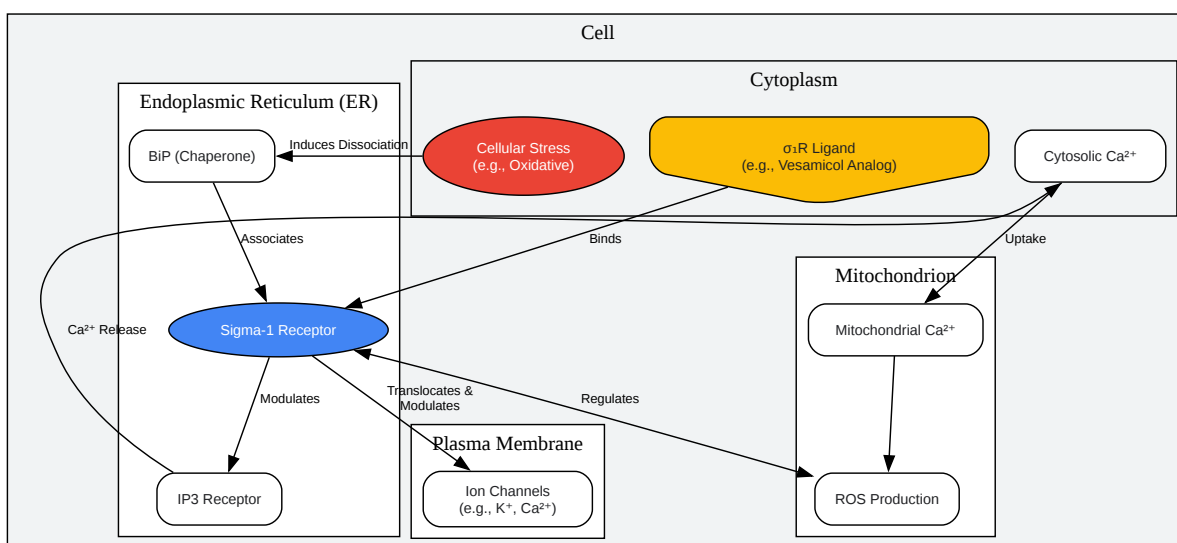 Cell
Cytoplasm
Endoplasmic Reticulum (ER)
BiP (Chaperone)
Induces Dissociation
Cellular Stress
(e.g., Oxidative)
σ₁R Ligand
(e.g., Vesamicol Analog)
Cytosolic Ca²⁺
Associates
Binds
Uptake
Mitochondrion
Ca²⁺ Release
Sigma-1 Receptor
Mitochondrial Ca²⁺
Modulates
Translocates &
Modulates
Regulates
Plasma Membrane
IP3 Receptor
Ion Channels
(e.g., K⁺, Ca²⁺)
ROS Production